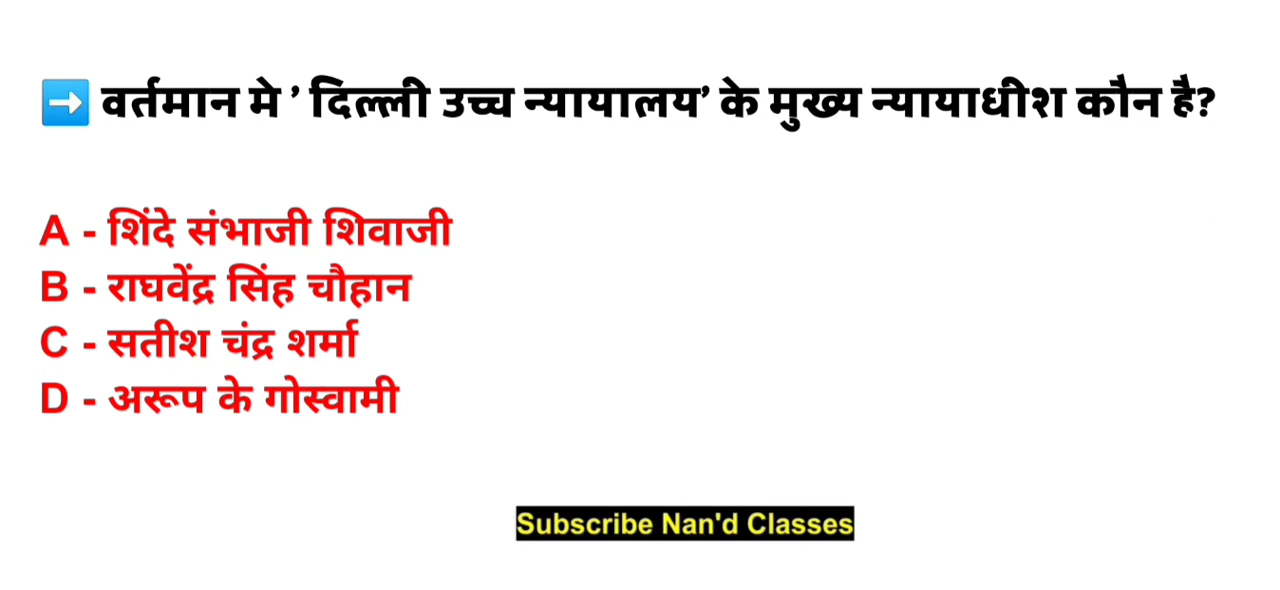 ➡️ वर्तमान मे ’ दिल्ली उच्च न्यायालय’ के मुख्य न्यायाधीश कौन है?
A - शिंदे संभाजी शिवाजी
B - राघवेंद्र सिंह चौहान
C - सतीश चंद्र शर्मा
D - अरूप के गोस्वामी
Subscribe Nan'd Classes